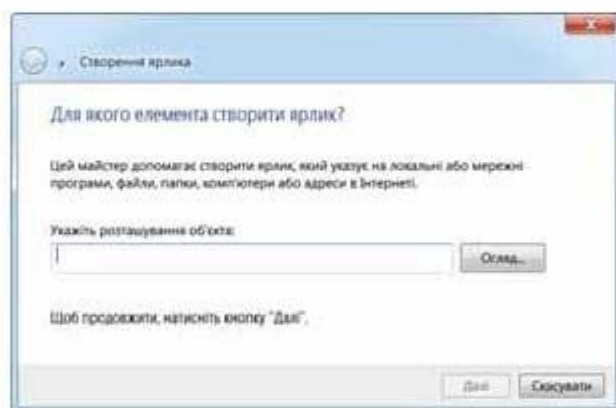 Створення ярлика
Для якого елемента створити ярлик?
Цей майстер допомагає створити ярлик, який указує на локальні або мережні
програми, файли, папки, комп'ютери або адреси в Інтернеті.
Укажіть розташування об'єкта:
Огляд...
Щоб продовжити, натисніть кнопку "Далі".
Далі
Скасувати